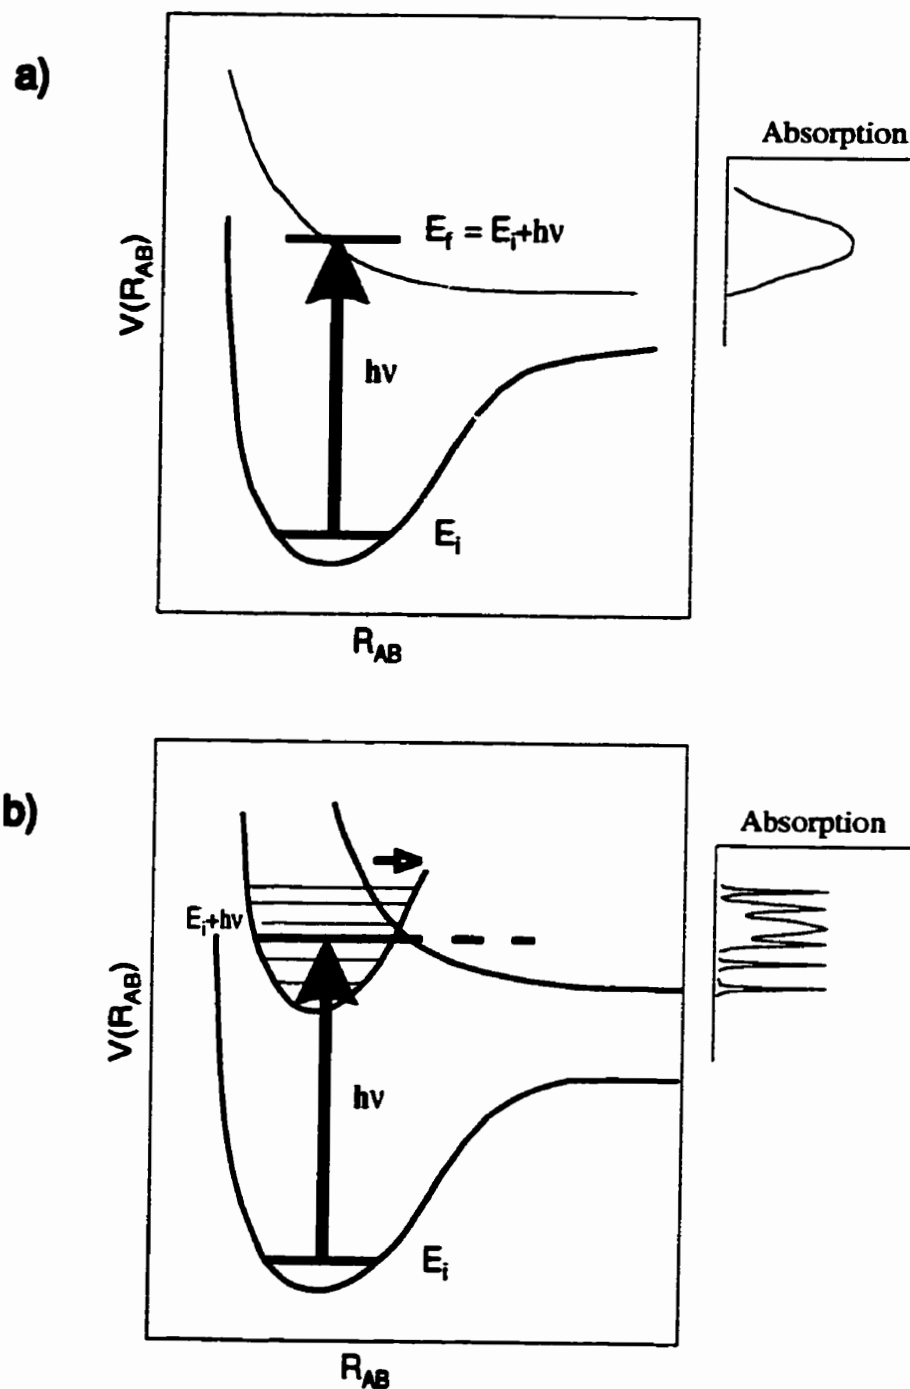 a)
Absorption
V(R_AB)
E_f = E_i+hν
hν
E_i
R_AB
b)
Absorption
V(R_AB)
E_i+hν
hν
E_i
R_AB